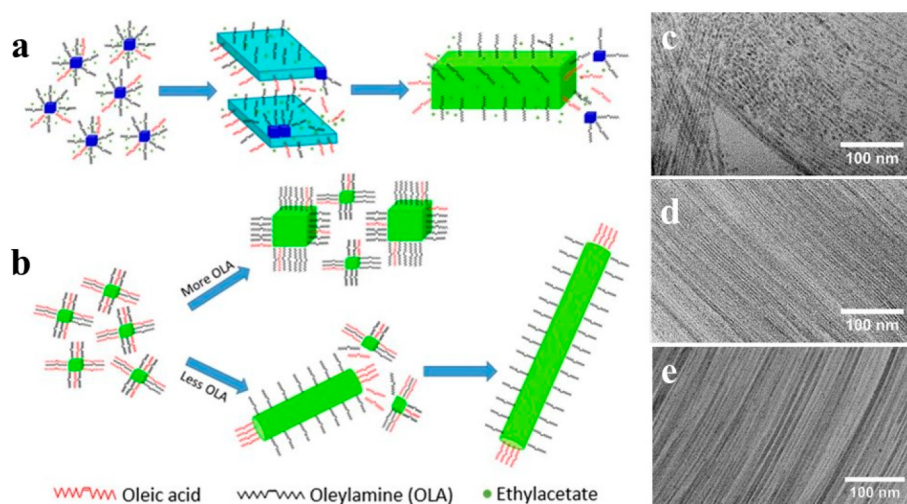 a
b
More OLA
Less OLA
Oleic acid
Oleylamine (OLA)
Ethylacetate
c
100 nm
d
100 nm
e
100 nm